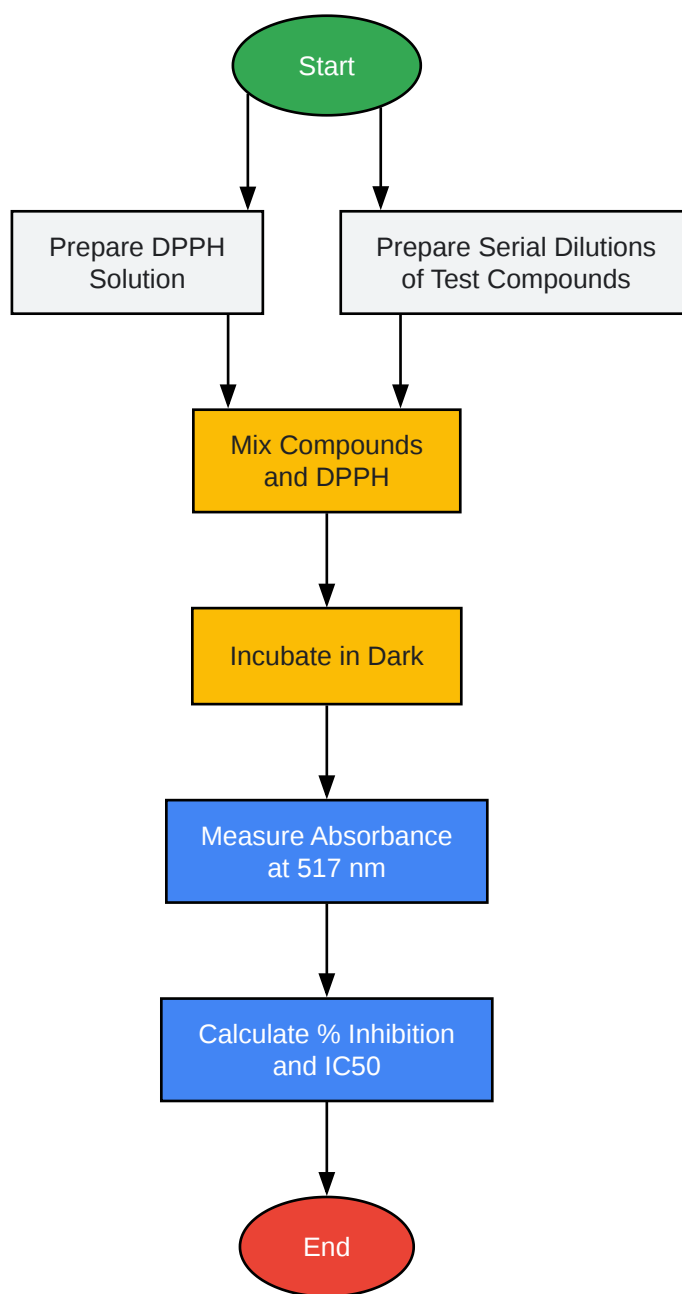 Start
Prepare DPPH
Solution
Prepare Serial Dilutions
of Test Compounds
Mix Compounds
and DPPH
Incubate in Dark
Measure Absorbance
at 517 nm
Calculate % Inhibition
and IC50
End